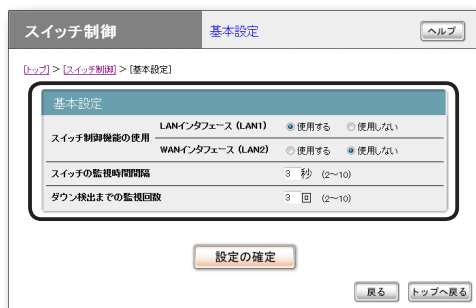 スイッチ制御 基本設定 ヘルプ
[トップ] > [スイッチ制御] > [基本設定]
基本設定
スイッチ制御機能の使用 LANインタフェース (LAN1) 使用する 使用しない
WANインタフェース (LAN2) 使用する 使用しない
スイッチの監視時間間隔 3 秒 (2～10)
ダウン検出までの監視回数 3 回 (2～10)
設定の確定
戻る トップへ戻る